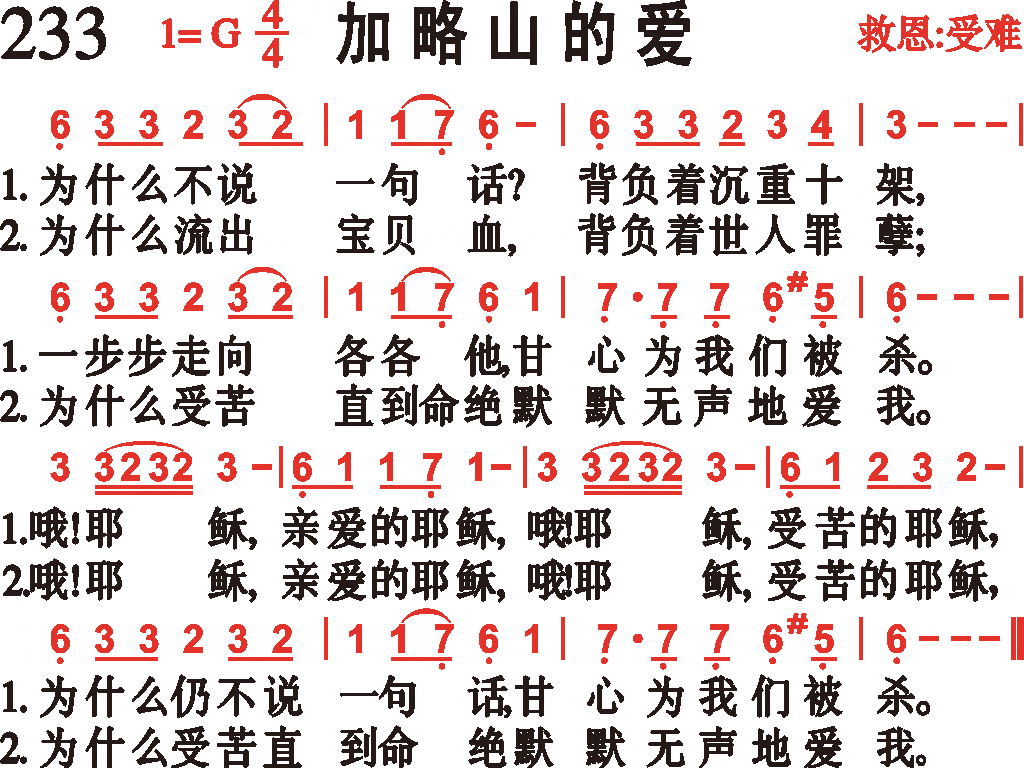 233 1=G 4/4 加略山的爱 救恩:受难
6 3 3 2 3 2 | 1 1 7 6 – | 6 3 3 2 3 4 | 3 – – – |
1. 为什么不说 一句 话? 背负着沉重十 架,
2. 为什么流出 宝贝 血, 背负着世人罪 孽;
6 3 3 2 3 2 | 1 1 7 6 1 | 7 · 7 7 6 #5 | 6 – – – |
1. 一步步走向 各各 他,甘 心为我们被 杀。
2. 为什么受苦 直到命绝默 默无声地爱 我。
3 3232 3 – | 6 1 1 7 1 – | 3 3232 3 – | 6 1 2 3 2 – |
1.哦!耶 稣, 亲爱的耶稣, 哦!耶 稣, 受苦的耶稣,
2.哦!耶 稣, 亲爱的耶稣, 哦!耶 稣, 受苦的耶稣,
6 3 3 2 3 2 | 1 1 7 6 1 | 7 · 7 7 6 #5 | 6 – – – ‖
1. 为什么仍不说 一句 话,甘 心为我们被 杀。
2. 为什么受苦直 到命 绝默 默无声地爱 我。